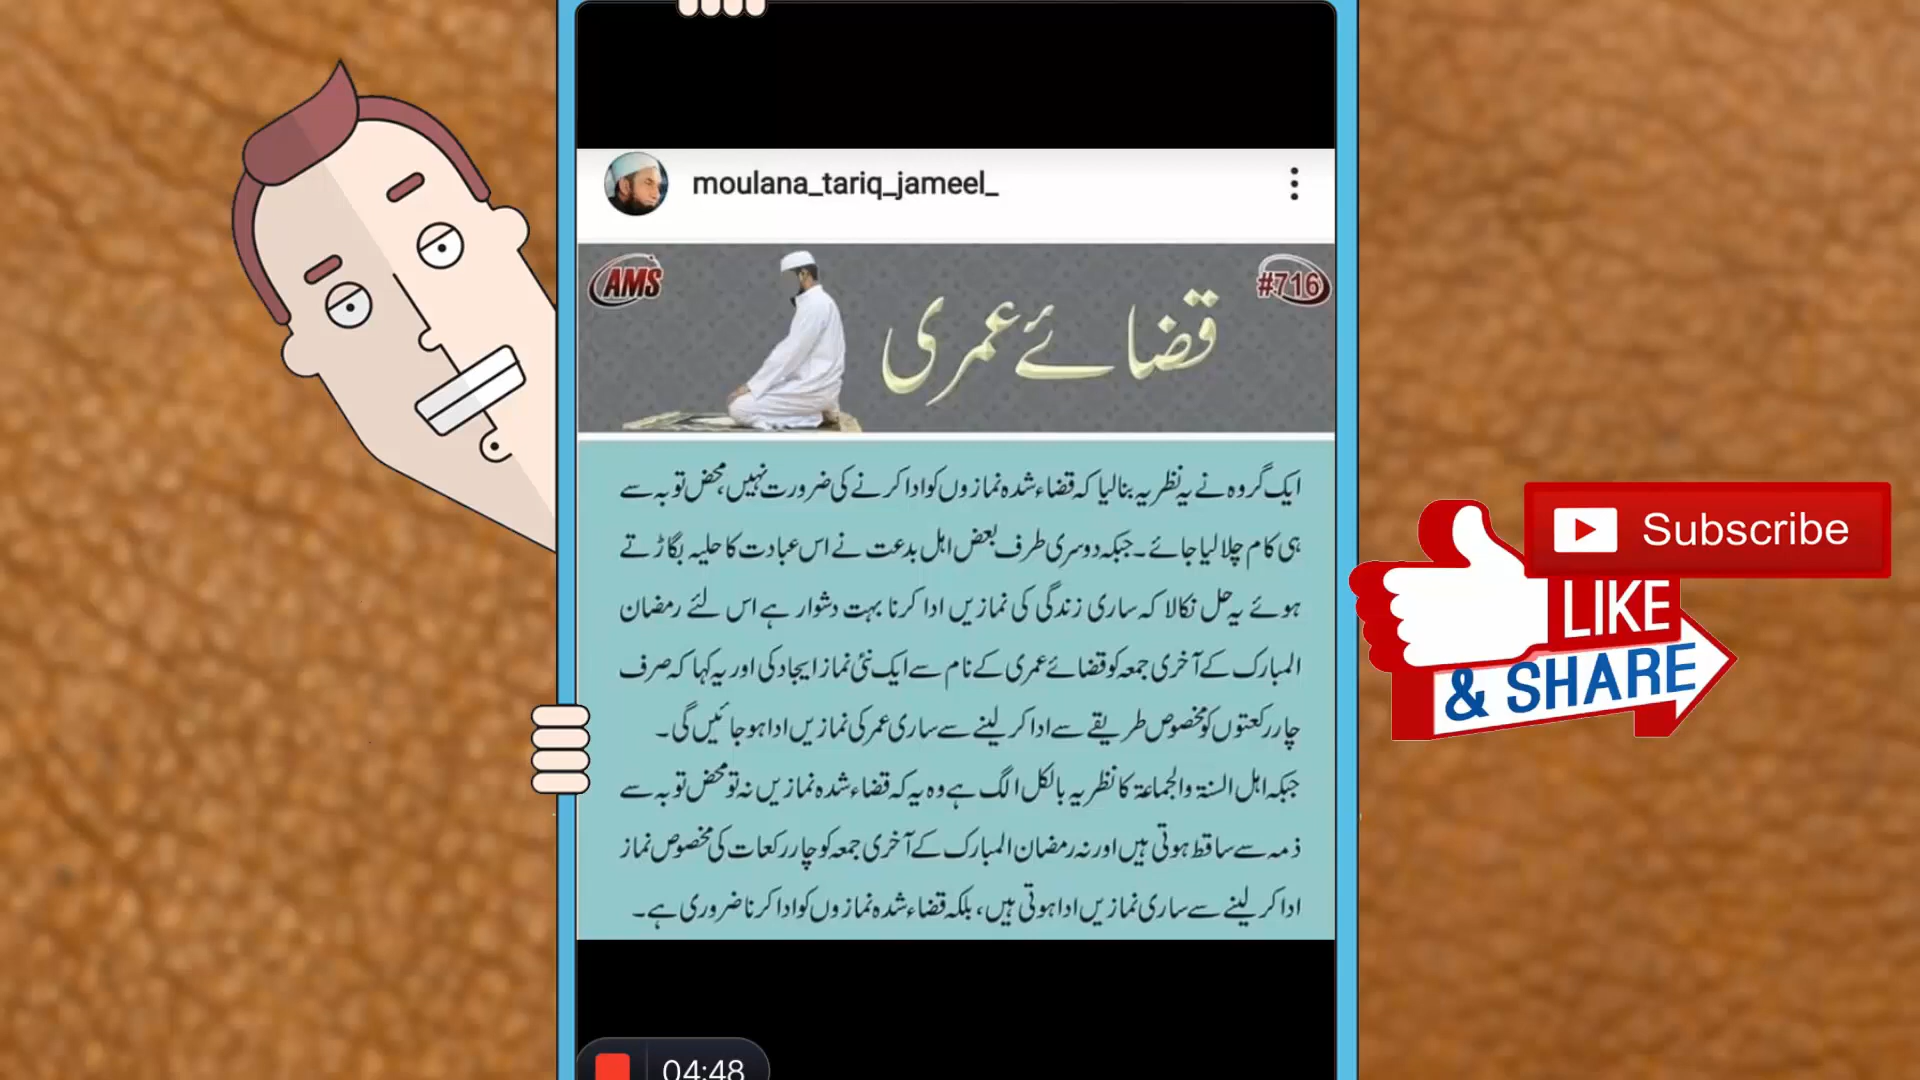 moulana_tariq_jameel_
AMS
#716
قضائے عمری
ایک گروہ نے یہ نظریہ بنالیا کہ قضاء شدہ نمازوں کو ادا کرنے کی ضرورت نہیں، محض توبہ سے
ہی کام چلا لیا جائے۔ جبکہ دوسری طرف بعض اہل بدعت نے اس عبادت کا حلیہ بگاڑتے
ہوئے یہ حل نکالا کہ ساری زندگی کی نمازیں ادا کرنا بہت دشوار ہے اس لئے رمضان
المبارک کے آخری جمعہ کو قضائے عمری کے نام سے ایک نئی نماز ایجاد کی اور یہ کہا کہ صرف
چار رکعتوں کو مخصوص طریقے سے ادا کر لینے سے ساری عمر کی نمازیں ادا ہو جائیں گی۔
جبکہ اہل السنۃ والجماعۃ کا نظریہ بالکل الگ ہے وہ یہ کہ قضاء شدہ نمازیں نہ تو محض توبہ سے
ذمہ سے ساقط ہوتی ہیں اور نہ رمضان المبارک کے آخری جمعہ کو چار رکعات کی مخصوص نماز
ادا کر لینے سے ساری نمازیں ادا ہوتی ہیں، بلکہ قضاء شدہ نمازوں کو ادا کرنا ضروری ہے۔
Subscribe
LIKE
& SHARE
04:48